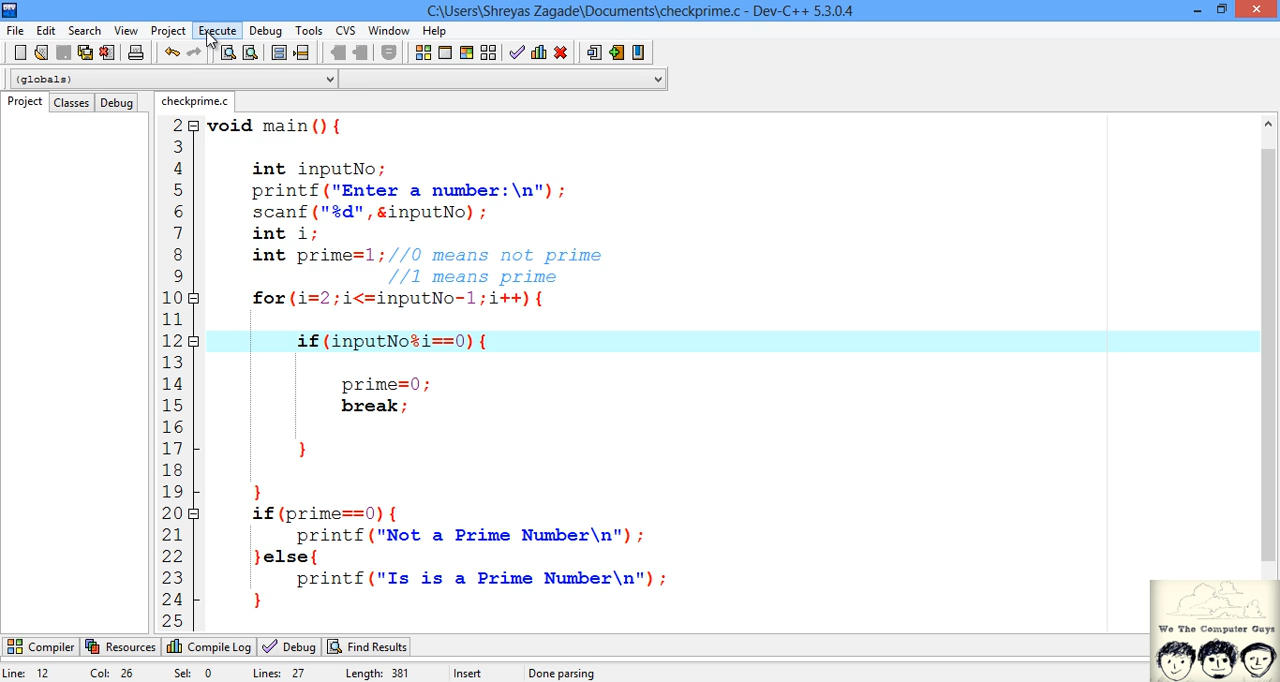 C:\Users\Shreyas Zagade\Documents\checkprime.c - Dev-C++ 5.3.0.4
File Edit Search View Project Execute Debug Tools CVS Window Help
(globals)
Project Classes Debug checkprime.c
2 void main(){
3
4 int inputNo;
5 printf("Enter a number:\n");
6 scanf("%d",&inputNo);
7 int i;
8 int prime=1;//0 means not prime
9 //1 means prime
10 for(i=2;i<=inputNo-1;i++){
11
12 if(inputNo%i==0){
13
14 prime=0;
15 break;
16
17 }
18
19 }
20 if(prime==0){
21 printf("Not a Prime Number\n");
22 }else{
23 printf("Is is a Prime Number\n");
24 }
25
We The Computer Guys
Compiler Resources Compile Log Debug Find Results
Line: 12 Col: 26 Sel: 0 Lines: 27 Length: 381 Insert Done parsing